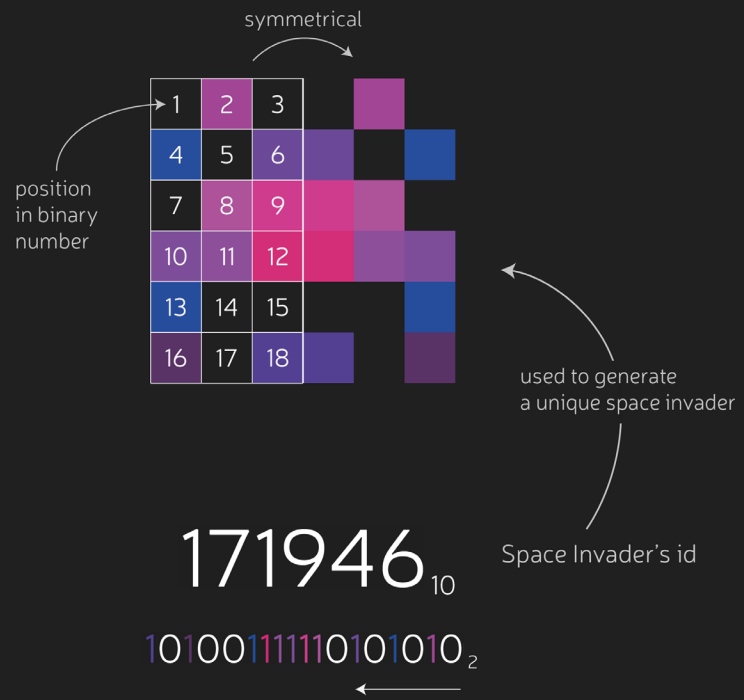 symmetrical
1 2 3
4 5 6
position
in binary
number
7 8 9
10 11 12
13 14 15
16 17 18
used to generate
a unique space invader
Space Invader's id
171946 10
101001111110101010 2